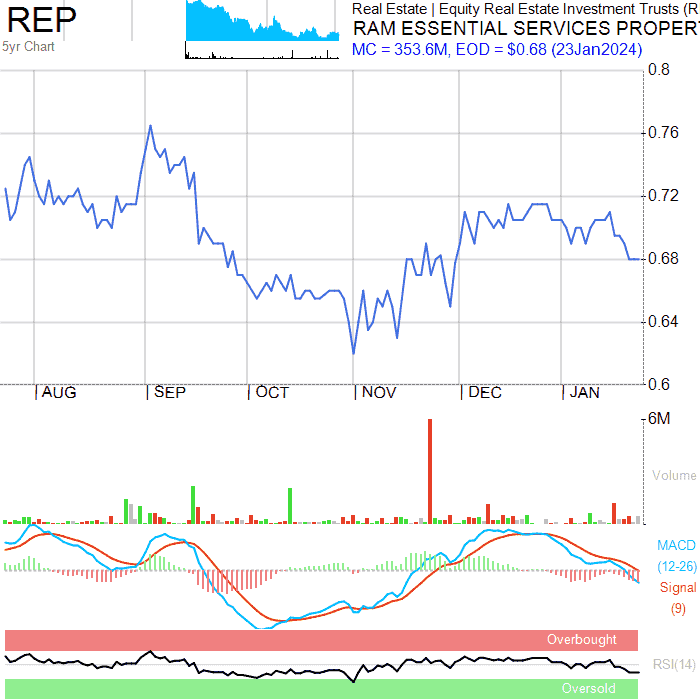 REP
5yr Chart
Real Estate | Equity Real Estate Investment Trusts (R
RAM ESSENTIAL SERVICES PROPER
MC = 353.6M, EOD = $0.68 (23Jan2024)
0.8
0.76
0.72
0.68
0.64
0.6
AUG SEP OCT NOV DEC JAN
6M
Volume
MACD
(12-26)
Signal
(9)
Overbought
RSI(14)
Oversold